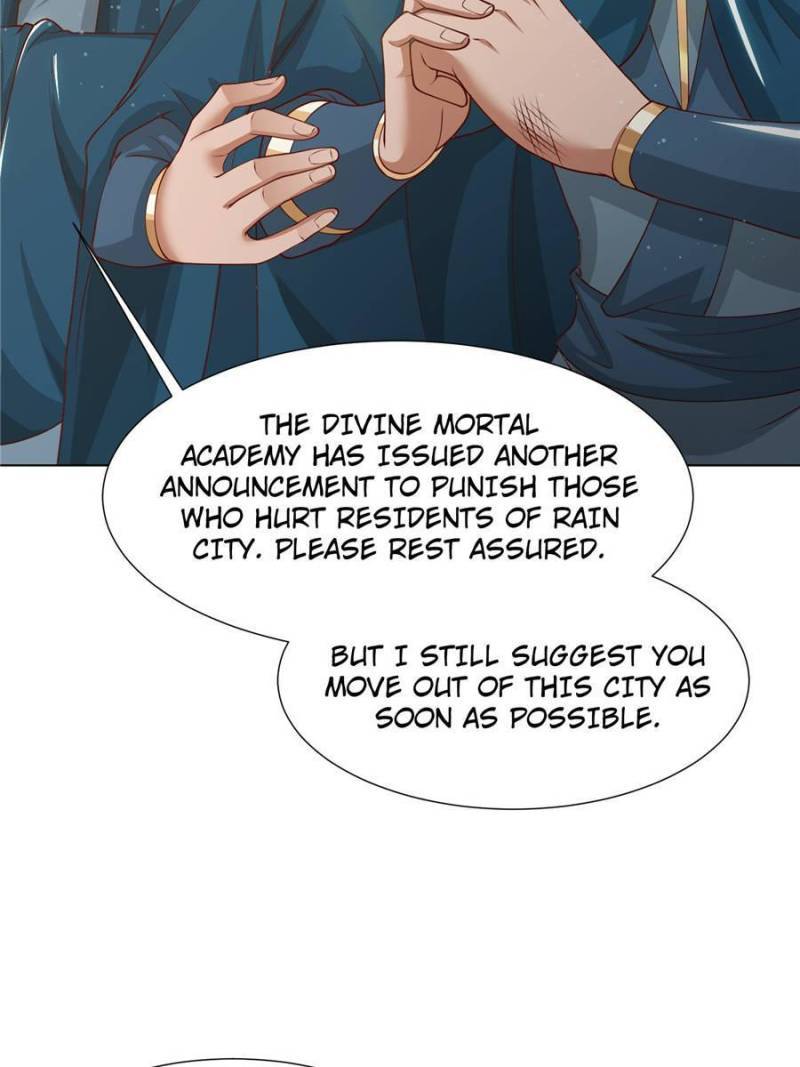 THE DIVINE MORTAL
ACADEMY HAS ISSUED ANOTHER
ANNOUNCEMENT TO PUNISH THOSE
WHO HURT RESIDENTS OF RAIN
CITY. PLEASE REST ASSURED.
BUT I STILL SUGGEST YOU
MOVE OUT OF THIS CITY AS
SOON AS POSSIBLE.